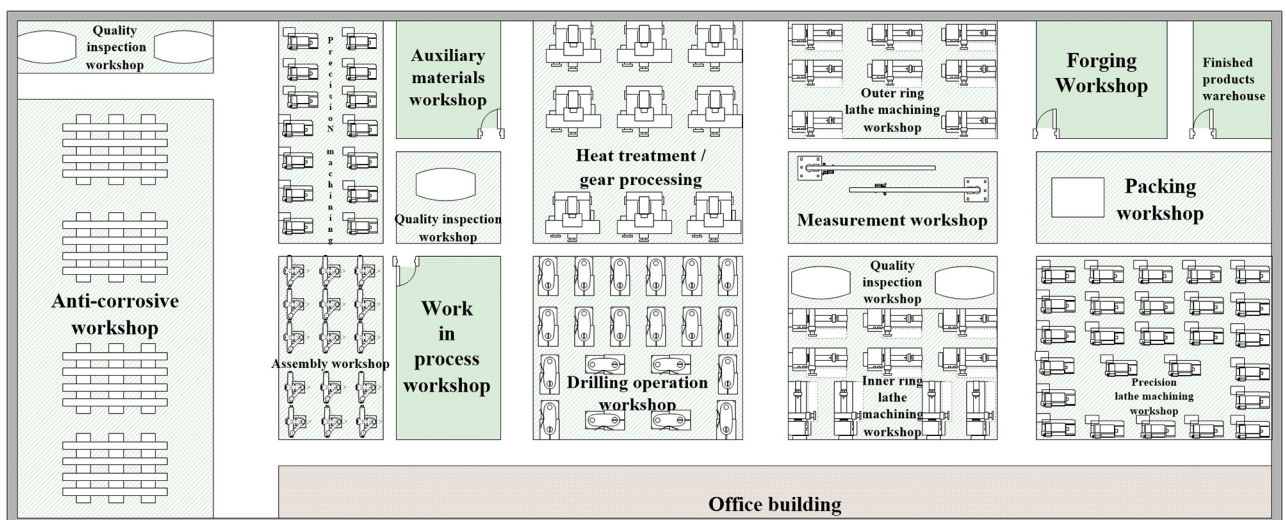 Quality
inspection
workshop
Anti-corrosive
workshop
PrecisioN machining
Auxiliary
materials
workshop
Quality inspection
workshop
Assembly workshop
Work
in
process
workshop
Heat treatment /
gear processing
Drilling operation
workshop
Outer ring
lathe machining
workshop
Measurement workshop
Quality
inspection
workshop
Inner ring
lathe
machining
workshop
Forging
Workshop
Finished
products
warehouse
Packing
workshop
Precision
lathe machining
workshop
Office building